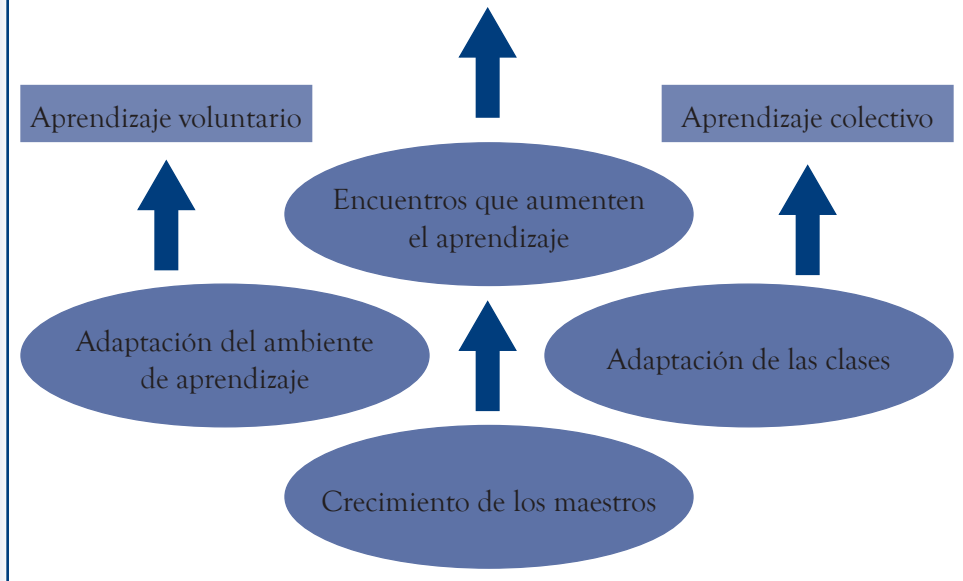 Aprendizaje voluntario
Aprendizaje colectivo
Encuentros que aumenten
el aprendizaje
Adaptación del ambiente
de aprendizaje
Adaptación de las clases
Crecimiento de los maestros